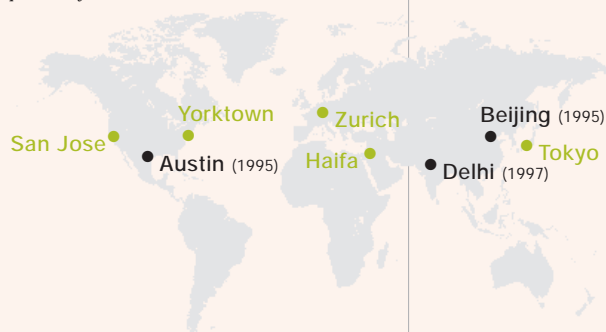 Yorktown
San Jose
Austin (1995)
Zurich
Haifa
Beijing (1995)
Tokyo
Delhi (1997)